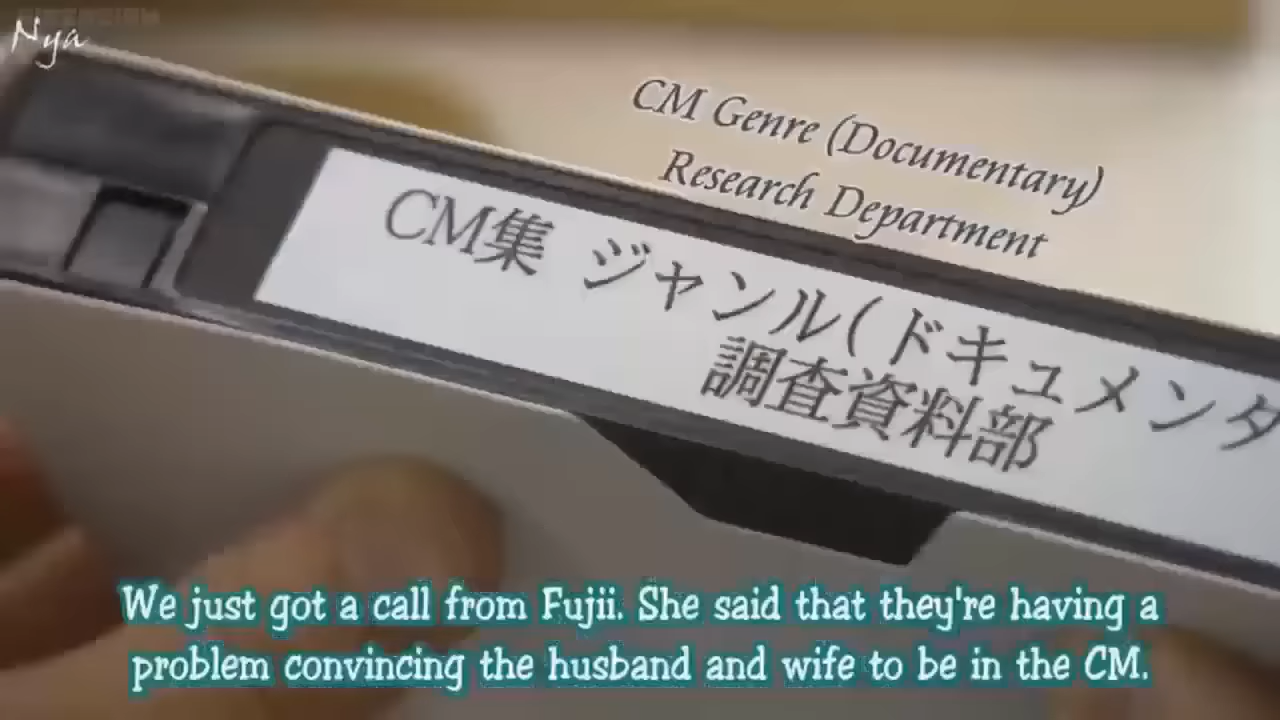 Nya
CM Genre (Documentary)
Research Department
CM集 ジャンル(ドキュメンタ
調査資料部
We just got a call from Fujii. She said that they're having a
problem convincing the husband and wife to be in the CM.